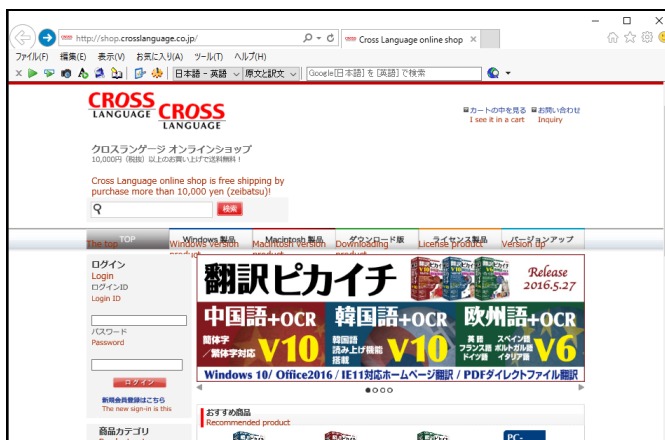 http://shop.crosslanguage.co.jp/
Cross Language online shop
ファイル(F) 編集(E) 表示(V) お気に入り(A) ツール(T) ヘルプ(H)
日本語 - 英語 原文と訳文 Google[日本語] を [英語] で検索
CROSS LANGUAGE
CROSS LANGUAGE
カートの中を見る お問い合わせ
I see it in a cart Inquiry
クロスランゲージ オンラインショップ
10,000円（税抜）以上のお買い上げで送料無料！
Cross Language online shop is free shipping by
purchase more than 10,000 yen (zeibatsu)!
検索
TOP Windows 製品 Macintosh 製品 ダウンロード版 ライセンス製品 バージョンアップ
The top Windows version product Macintosh version product Downloading product License product Version up
ログイン
Login
ログインID
Login ID
パスワード
Password
ログイン
新規会員登録はこちら
The new sign-in is this
商品カテゴリ
翻訳ピカイチ
Release
2016.5.27
中国語+OCR 韓国語+OCR 欧州語+OCR
簡体字
／繁体字対応
V10
韓国語
読み上げ機能
搭載
V10
英語 スペイン語
フランス語 ポルトガル語
ドイツ語 イタリア語
V6
Windows 10/ Office2016 / IE11対応ホームページ翻訳 / PDFダイレクトファイル翻訳
おすすめ商品
Recommended product
PC-